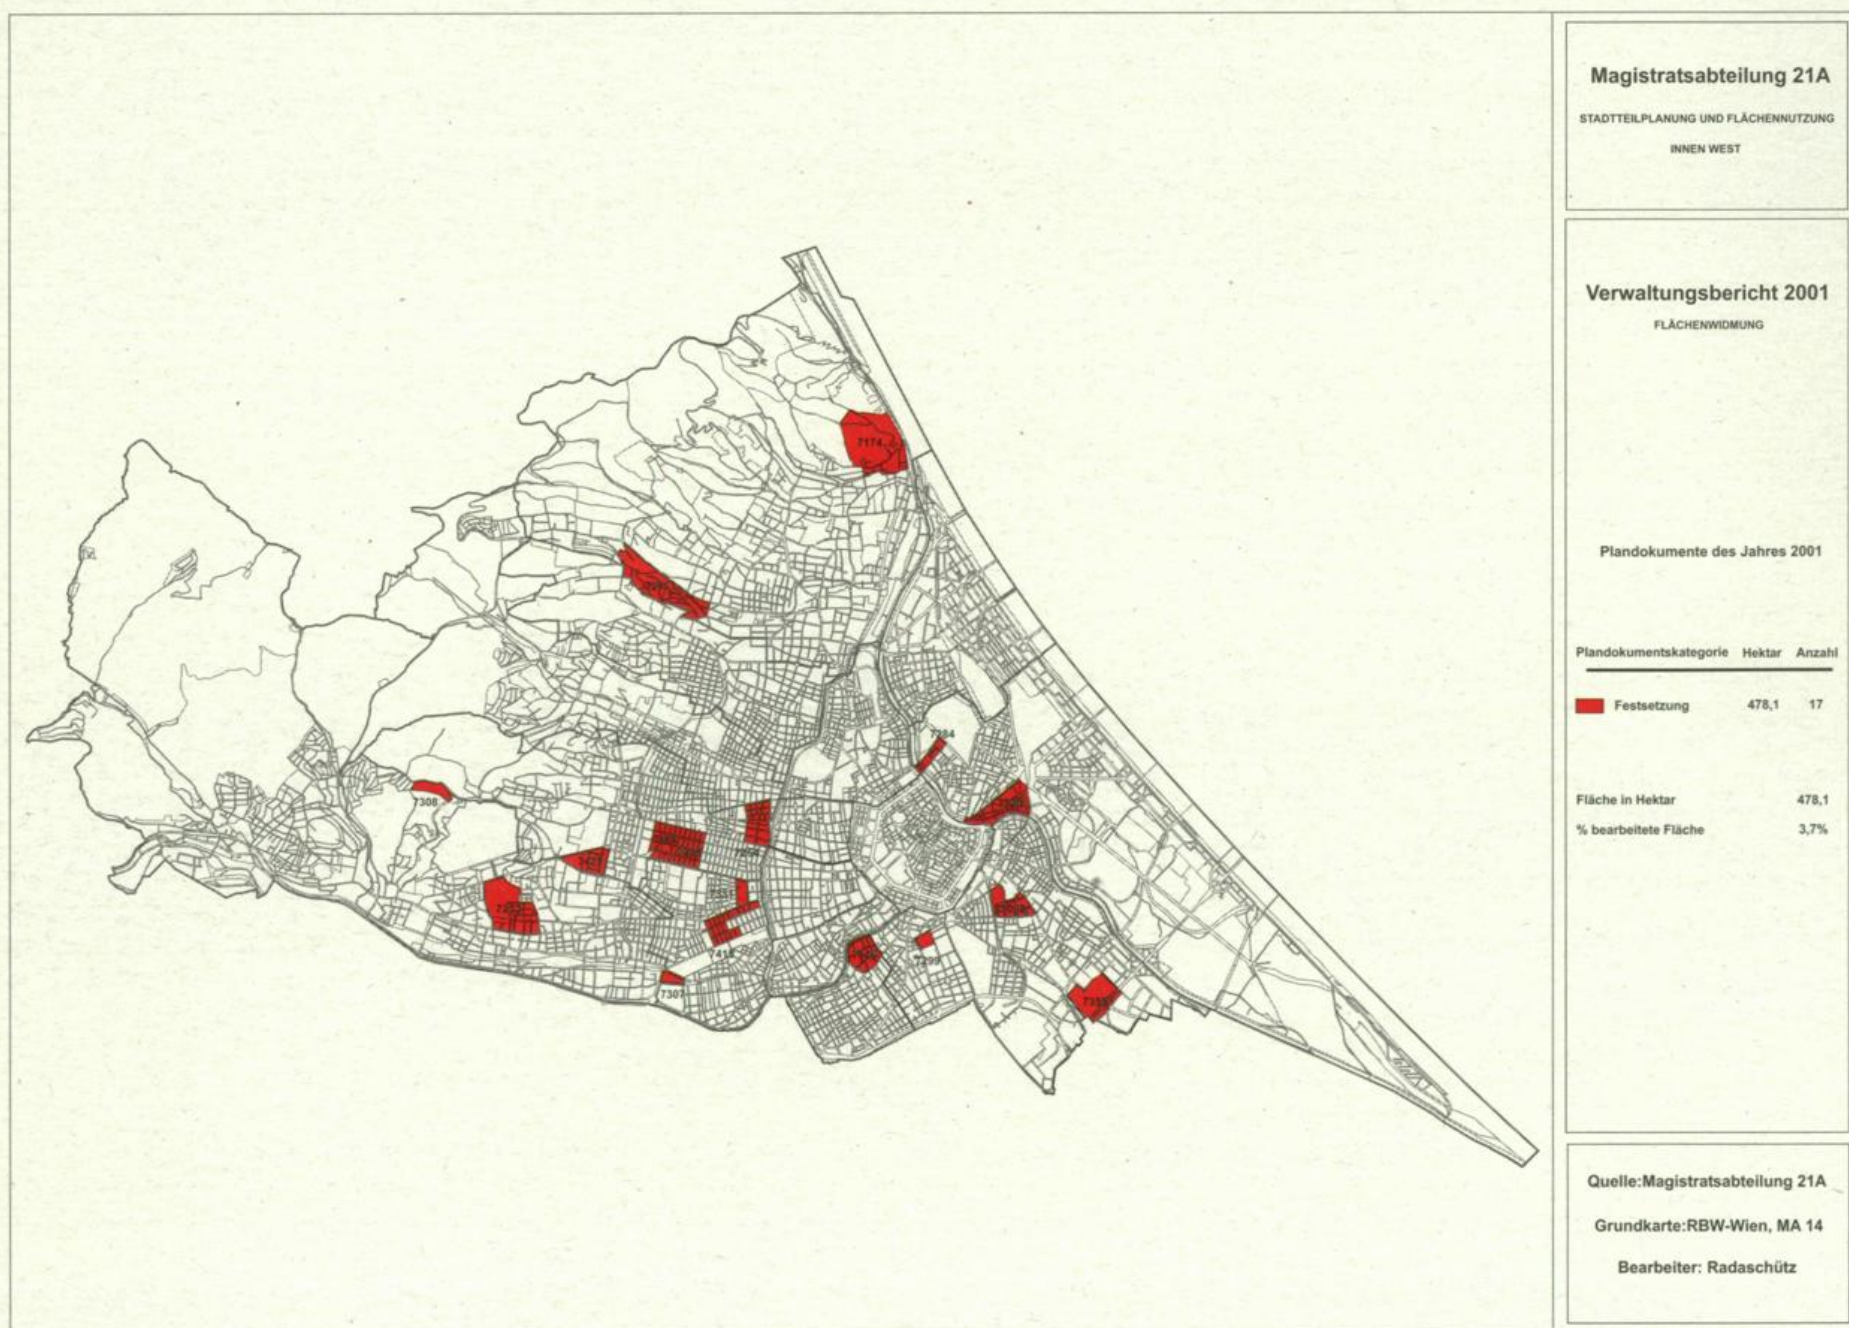 Magistratsabteilung 21A
STADTTEILPLANUNG UND FLÄCHENNUTZUNG
INNEN WEST
Verwaltungsbericht 2001
FLÄCHENWIDMUNG
Plandokumente des Jahres 2001
Plandokumentskategorie Hektar Anzahl
Festsetzung 478,1 17
Fläche in Hektar 478,1
% bearbeitete Fläche 3,7%
Quelle:Magistratsabteilung 21A
Grundkarte:RBW-Wien, MA 14
Bearbeiter: Radaschütz
7174
7284
7308
7299
7307